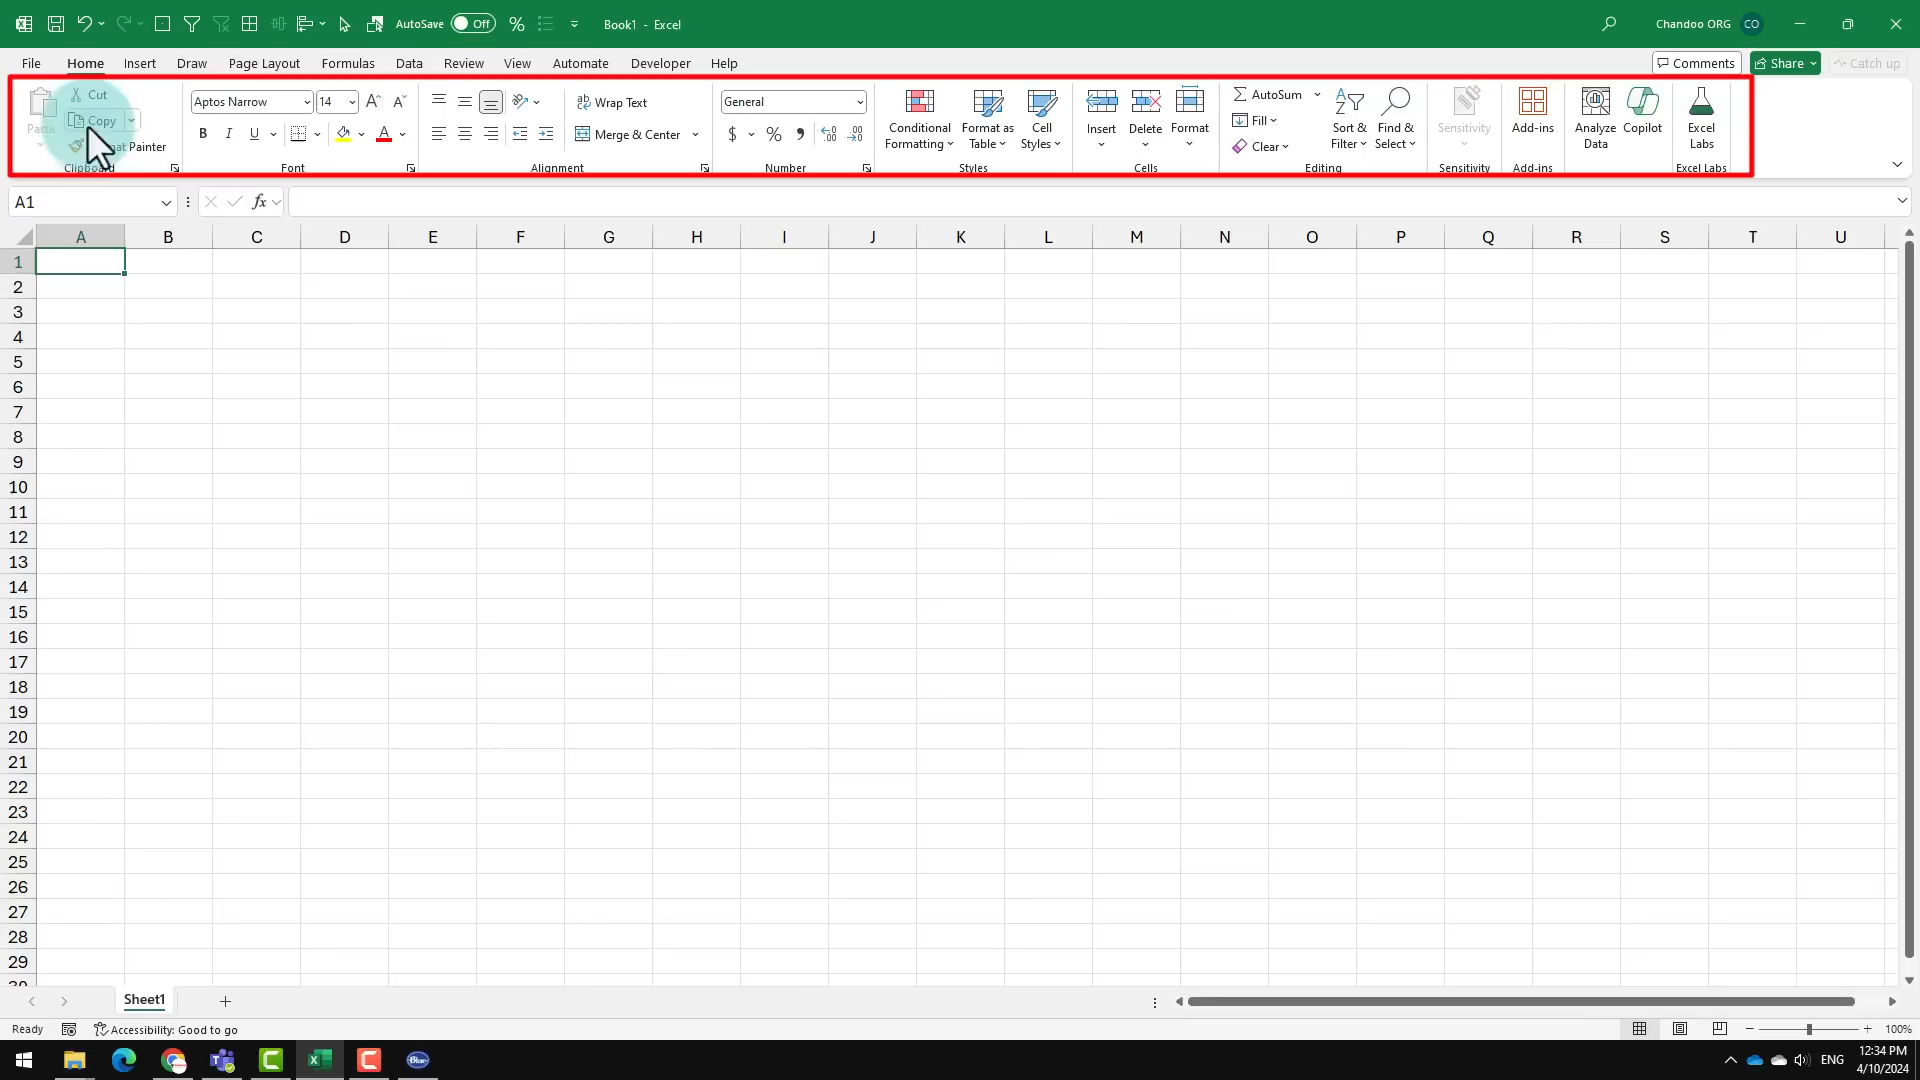 AutoSave Off Book1 - Excel Chandoo ORG CO
File Home Insert Draw Page Layout Formulas Data Review View Automate Developer Help Comments Share Catch up
Paste Cut Copy
Clipboard
Aptos Narrow 14
B I U A
Font
ab Wrap Text
Merge & Center
Alignment
General
$ % ,
Number
Conditional Formatting
Format as Table
Cell Styles
Styles
Insert Delete Format
Cells
AutoSum
Fill
Clear
Sort & Filter
Find & Select
Editing
Sensitivity
Sensitivity
Add-ins
Add-ins
Analyze Data
Copilot
Excel Labs
Excel Labs
A1 fx
A B C D E F G H I J K L M N O P Q R S T U
1
2
3
4
5
6
7
8
9
10
11
12
13
14
15
16
17
18
19
20
21
22
23
24
25
26
27
28
29
Sheet1
Ready Accessibility: Good to go 100%
ENG 12:34 PM
4/10/2024